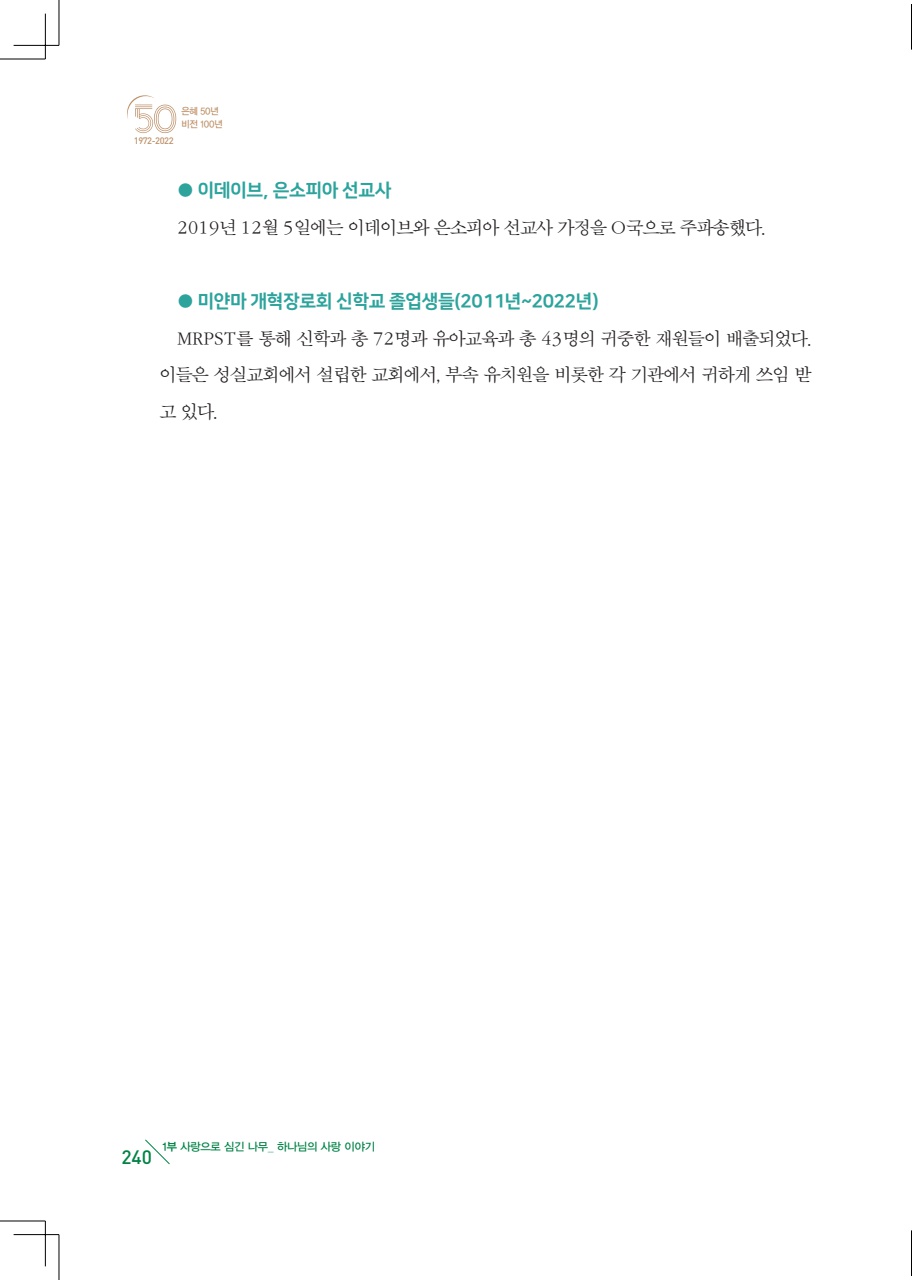 50
은혜 50년
비전 100년
1972-2022
● 이데이브, 은소피아 선교사
2019년 12월 5일에는 이데이브와 은소피아 선교사 가정을 O국으로 주파송했다.
● 미얀마 개혁장로회 신학교 졸업생들(2011년~2022년)
MRPST를 통해 신학과 총 72명과 유아교육과 총 43명의 귀중한 재원들이 배출되었다.
이들은 성실교회에서 설립한 교회에서, 부속 유치원을 비롯한 각 기관에서 귀하게 쓰임 받
고 있다.
240 1부 사랑으로 심긴 나무_ 하나님의 사랑 이야기